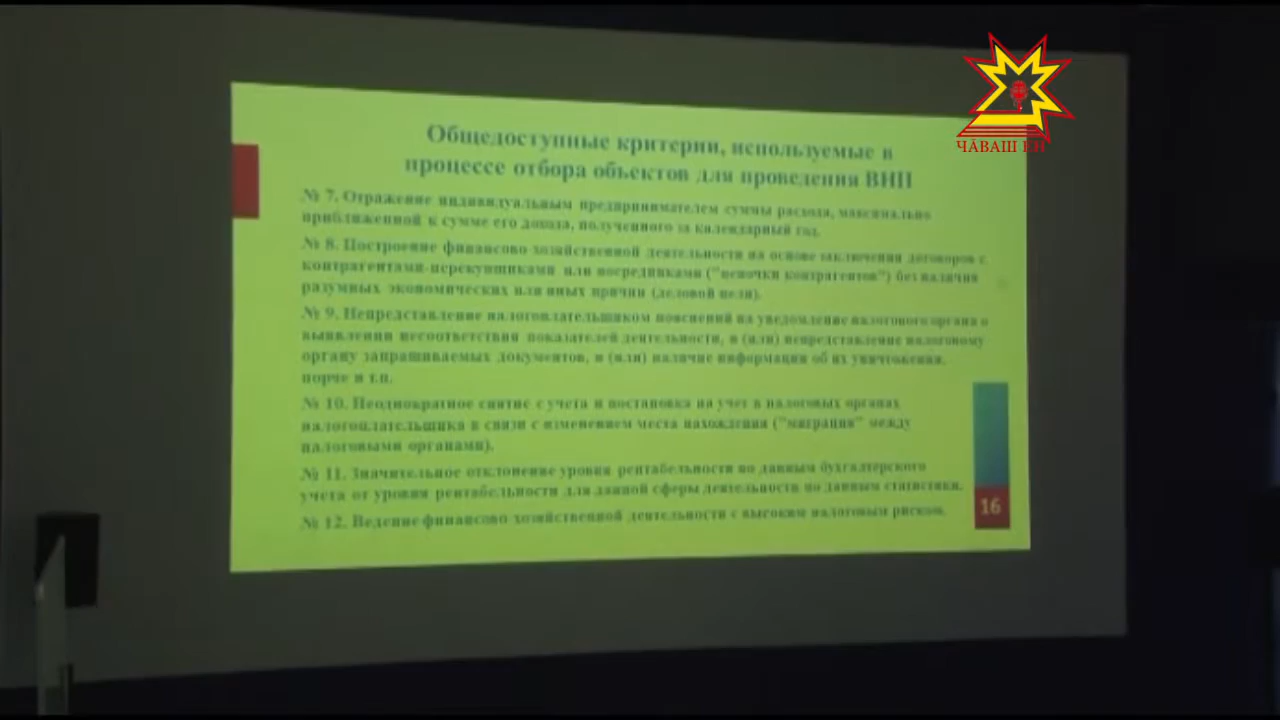 ЧĂВАШ ЕН
Общедоступные критерии, используемые в
процессе отбора объектов для проведения ВНП
№ 7. Отражение индивидуальным предпринимателем суммы расхода, максимально
приближенной к сумме его дохода, полученного за календарный год.
№ 8. Построение финансово-хозяйственной деятельности на основе заключения договоров с
контрагентами-перекупщиками или посредниками ("цепочки контрагентов") без наличия
разумных экономических или иных причин (деловой цели).
№ 9. Непредставление налогоплательщиком пояснений на уведомление налогового органа о
выявлении несоответствия показателей деятельности, и (или) непредставление налоговому
органу запрашиваемых документов, и (или) наличие информации об их уничтожении,
порче и т.п.
№ 10. Неоднократное снятие с учета и постановка на учет в налоговых органах
налогоплательщика в связи с изменением места нахождения ("миграция" между
налоговыми органами).
№ 11. Значительное отклонение уровня рентабельности по данным бухгалтерского
учета от уровня рентабельности для данной сферы деятельности по данным статистики.
№ 12. Ведение финансово-хозяйственной деятельности с высоким налоговым риском.
16